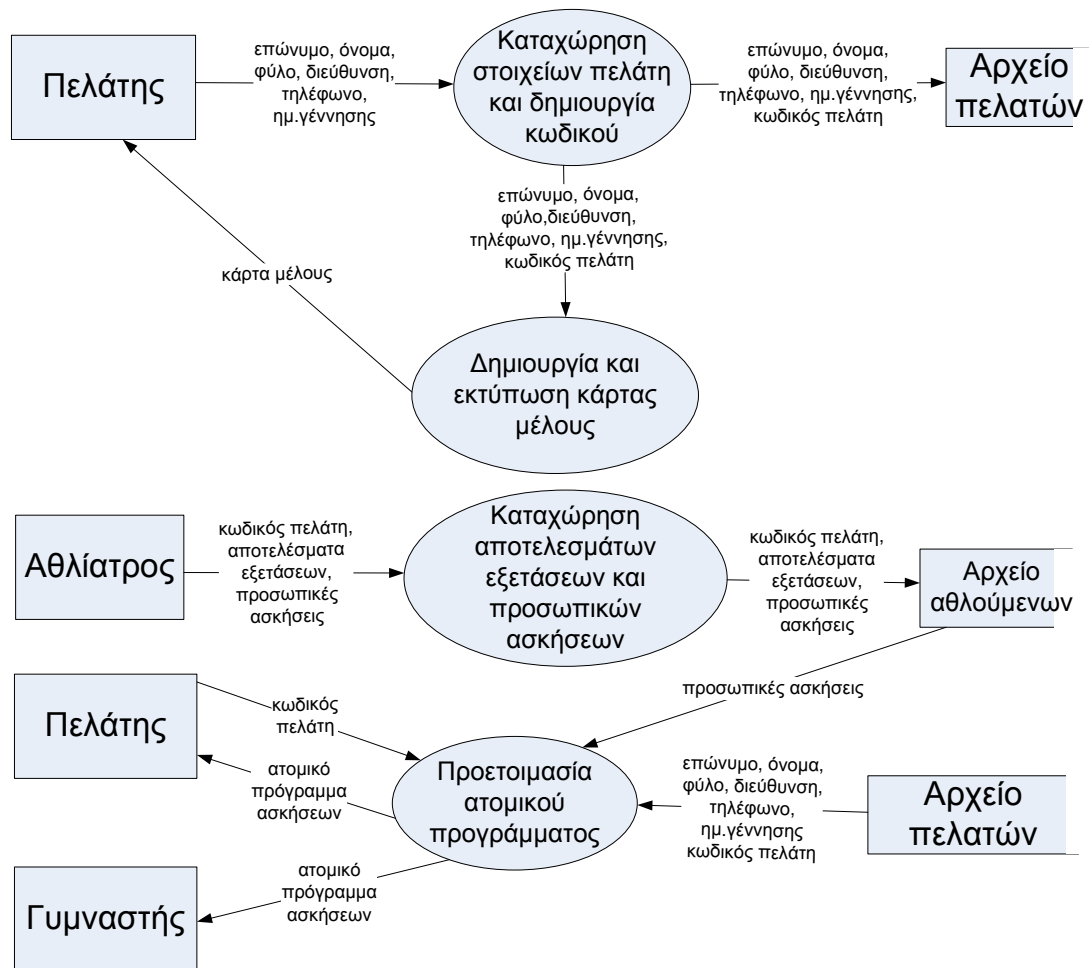 Πελάτης
επώνυμο, όνομα,
φύλο, διεύθυνση,
τηλέφωνο,
ημ.γέννησης
Καταχώρηση
στοιχείων πελάτη
και δημιουργία
κωδικού
επώνυμο, όνομα,
φύλο, διεύθυνση,
τηλέφωνο, ημ.γέννησης,
κωδικός πελάτη
Αρχείο
πελατών
επώνυμο, όνομα,
φύλο,διεύθυνση,
τηλέφωνο, ημ.γέννησης,
κωδικός πελάτη
κάρτα μέλους
Δημιουργία και
εκτύπωση κάρτας
μέλους
Αθλίατρος
κωδικός πελάτη,
αποτελέσματα
εξετάσεων,
προσωπικές
ασκήσεις
Καταχώρηση
αποτελεσμάτων
εξετάσεων και
προσωπικών
ασκήσεων
κωδικός πελάτη,
αποτελέσματα
εξετάσεων,
προσωπικές
ασκήσεις
Αρχείο
αθλούμενων
προσωπικές ασκήσεις
Πελάτης
κωδικός
πελάτη
ατομικό
πρόγραμμα
ασκήσεων
Προετοιμασία
ατομικού
προγράμματος
επώνυμο, όνομα,
φύλο, διεύθυνση,
τηλέφωνο,
ημ.γέννησης
κωδικός πελάτη
Αρχείο
πελατών
ατομικό
πρόγραμμα
ασκήσεων
Γυμναστής